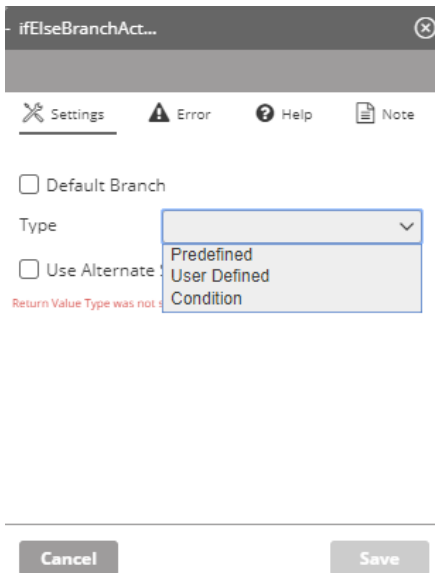 - ifElseBranchAct...
Settings
Error
Help
Note
Default Branch
Type
Predefined
Use Alternate
User Defined
Return Value Type was not
Condition
Cancel
Save